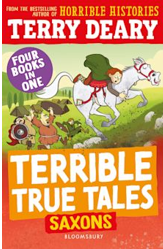 FROM THE BESTSELLING AUTHOR OF HORRIBLE HISTORIES
TERRY DEARY
FOUR
BOOKS IN
ONE
TERRIBLE
TRUE TALES
SAXONS
BLOOMSBURY